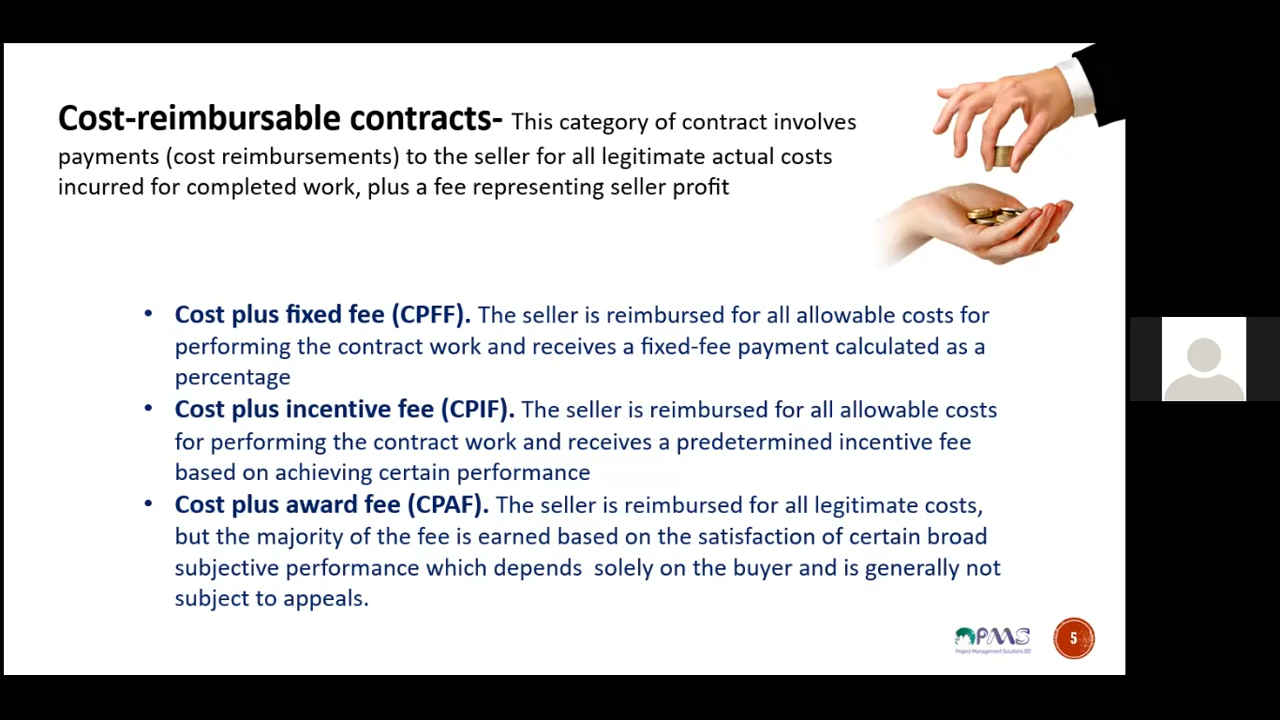 Cost-reimbursable contracts- This category of contract involves
payments (cost reimbursements) to the seller for all legitimate actual costs
incurred for completed work, plus a fee representing seller profit
• Cost plus fixed fee (CPFF). The seller is reimbursed for all allowable costs for
performing the contract work and receives a fixed-fee payment calculated as a
percentage
• Cost plus incentive fee (CPIF). The seller is reimbursed for all allowable costs
for performing the contract work and receives a predetermined incentive fee
based on achieving certain performance
• Cost plus award fee (CPAF). The seller is reimbursed for all legitimate costs,
but the majority of the fee is earned based on the satisfaction of certain broad
subjective performance which depends solely on the buyer and is generally not
subject to appeals.
PMS
Project Management Solutions BD
5